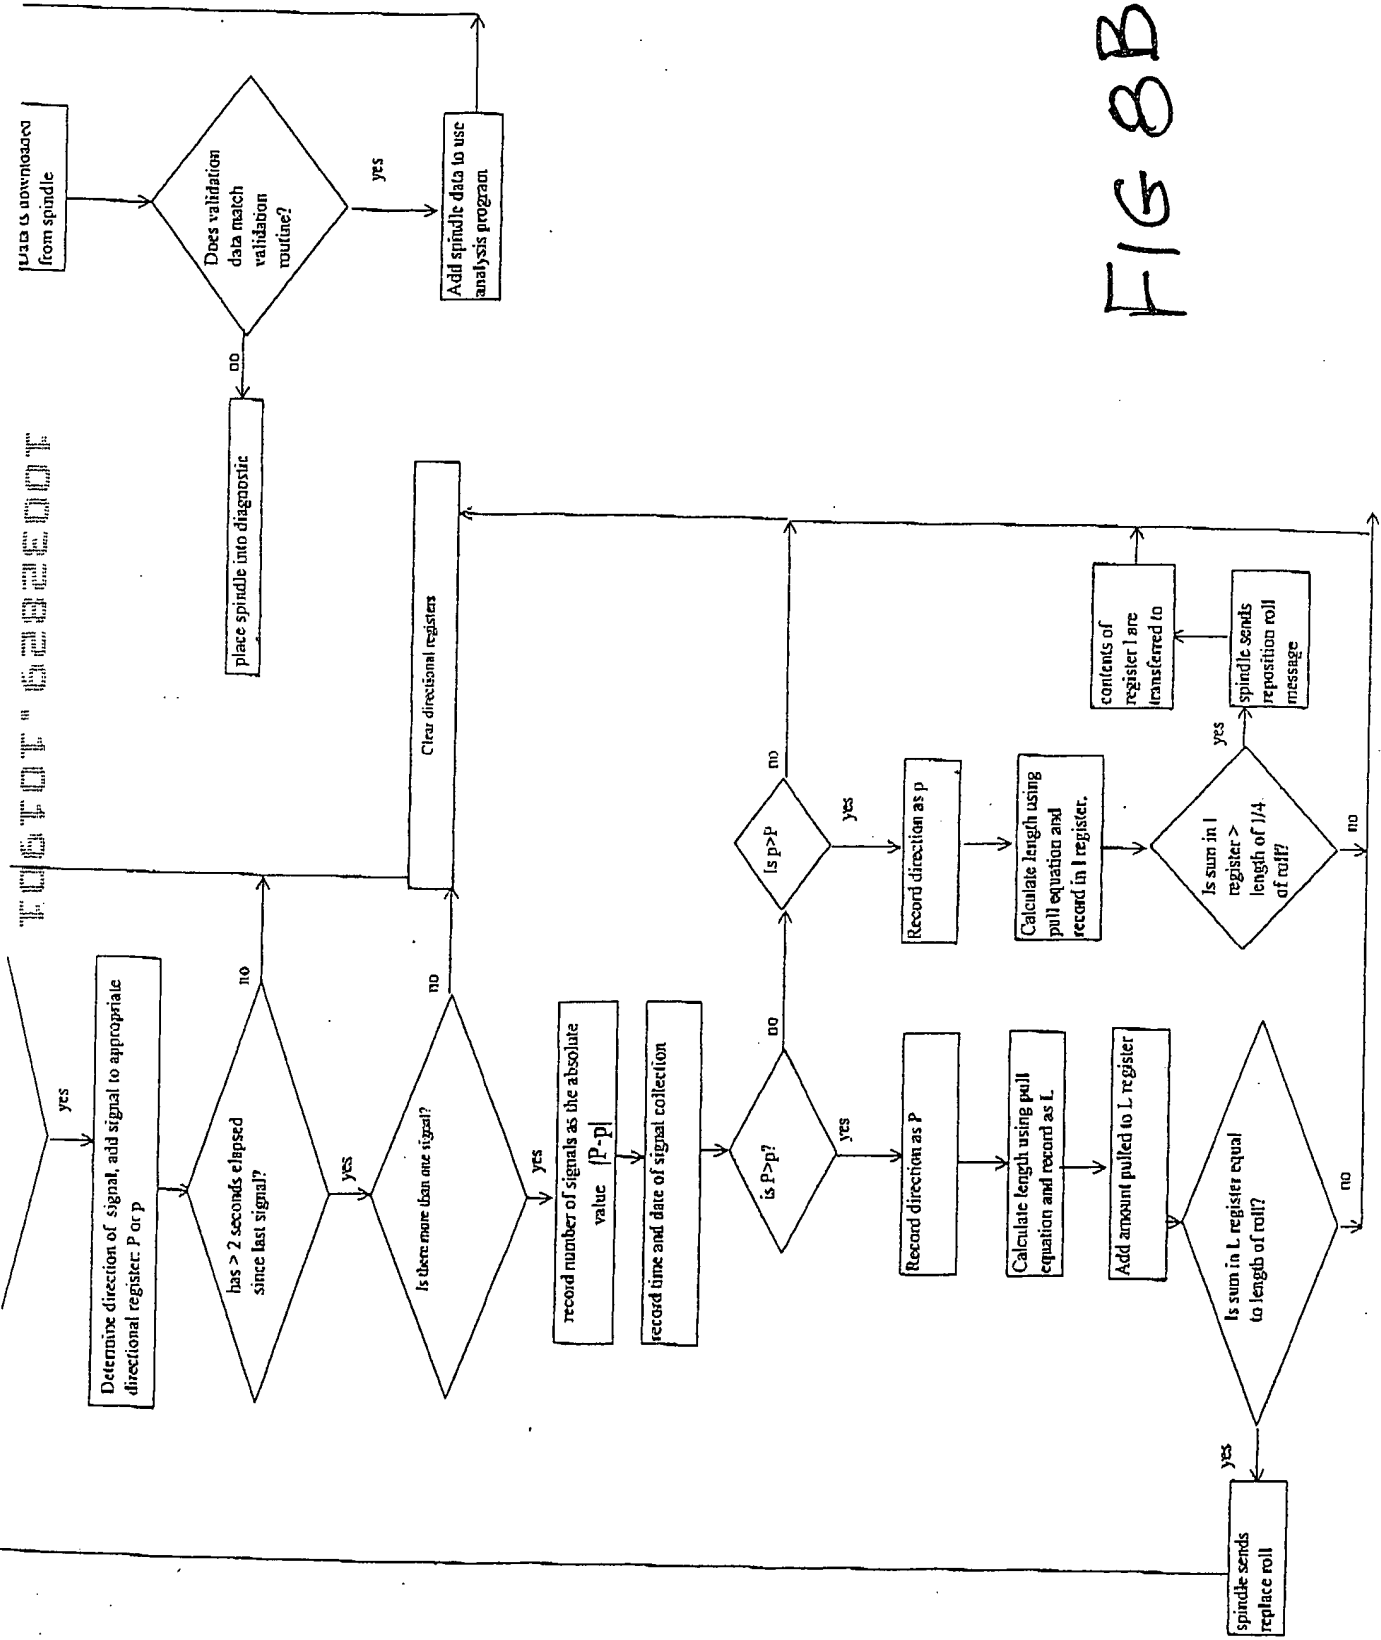 yes
Determine direction of signal, add signal to appropriate
directional register: P or p
has > 2 seconds elapsed
since last signal?
no
yes
Is there more than one signal?
no
yes
record number of signals as the absolute
value |P-p|
record time and date of signal collection
is P>p?
no
yes
Record direction as P
Calculate length using pull
equation and record as L
Add amount pulled to L register
Is sum in L register equal
to length of roll?
yes
no
spindle sends
replace roll
Clear directional registers
Is p>P
no
yes
Record direction as p
Calculate length using
pull equation and
record in l register.
Is sum in l
register >
length of 1/4
of roll?
yes
no
spindle sends
reposition roll
message
contents of
register l are
transferred to
Data is downloaded
from spindle
Does validation
data match
validation
routine?
no
yes
place spindle into diagnostic
Add spindle data to use
analysis program
10032829.101901
FIG 8B